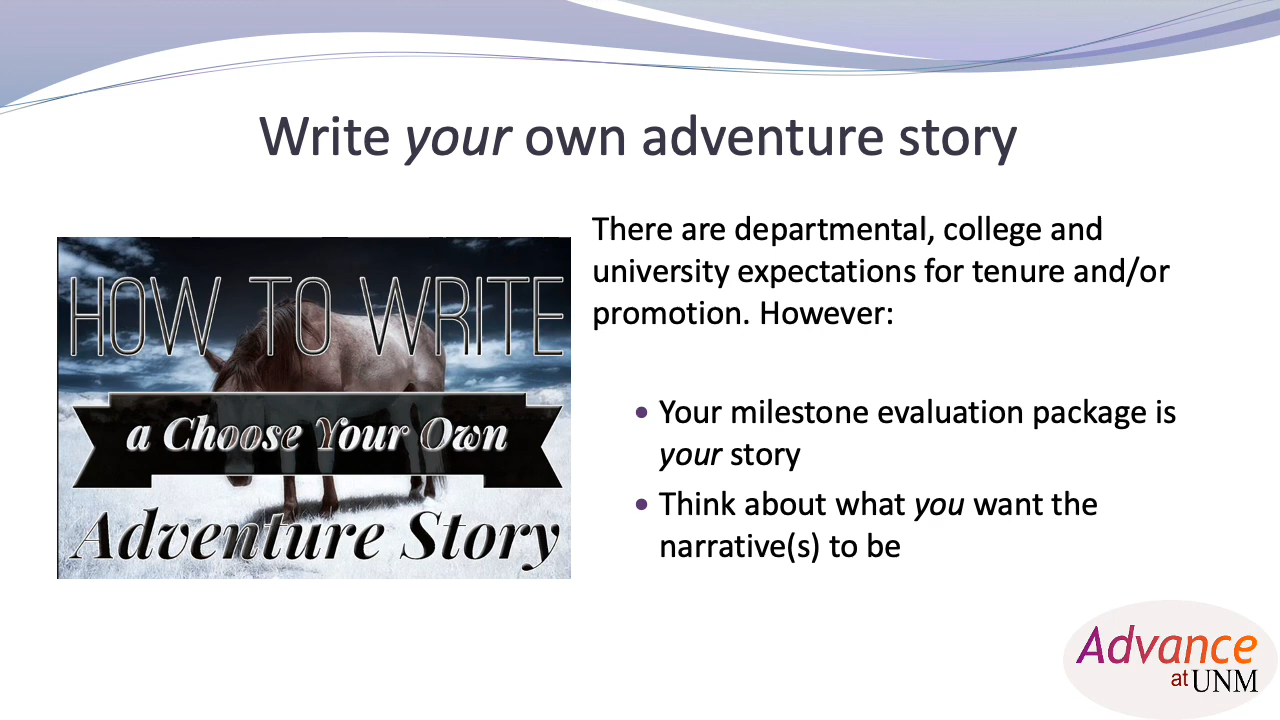 Write your own adventure story
HOW TO WRITE
a Choose Your Own
Adventure Story
There are departmental, college and
university expectations for tenure and/or
promotion. However:
• Your milestone evaluation package is
your story
• Think about what you want the
narrative(s) to be
Advance
at UNM